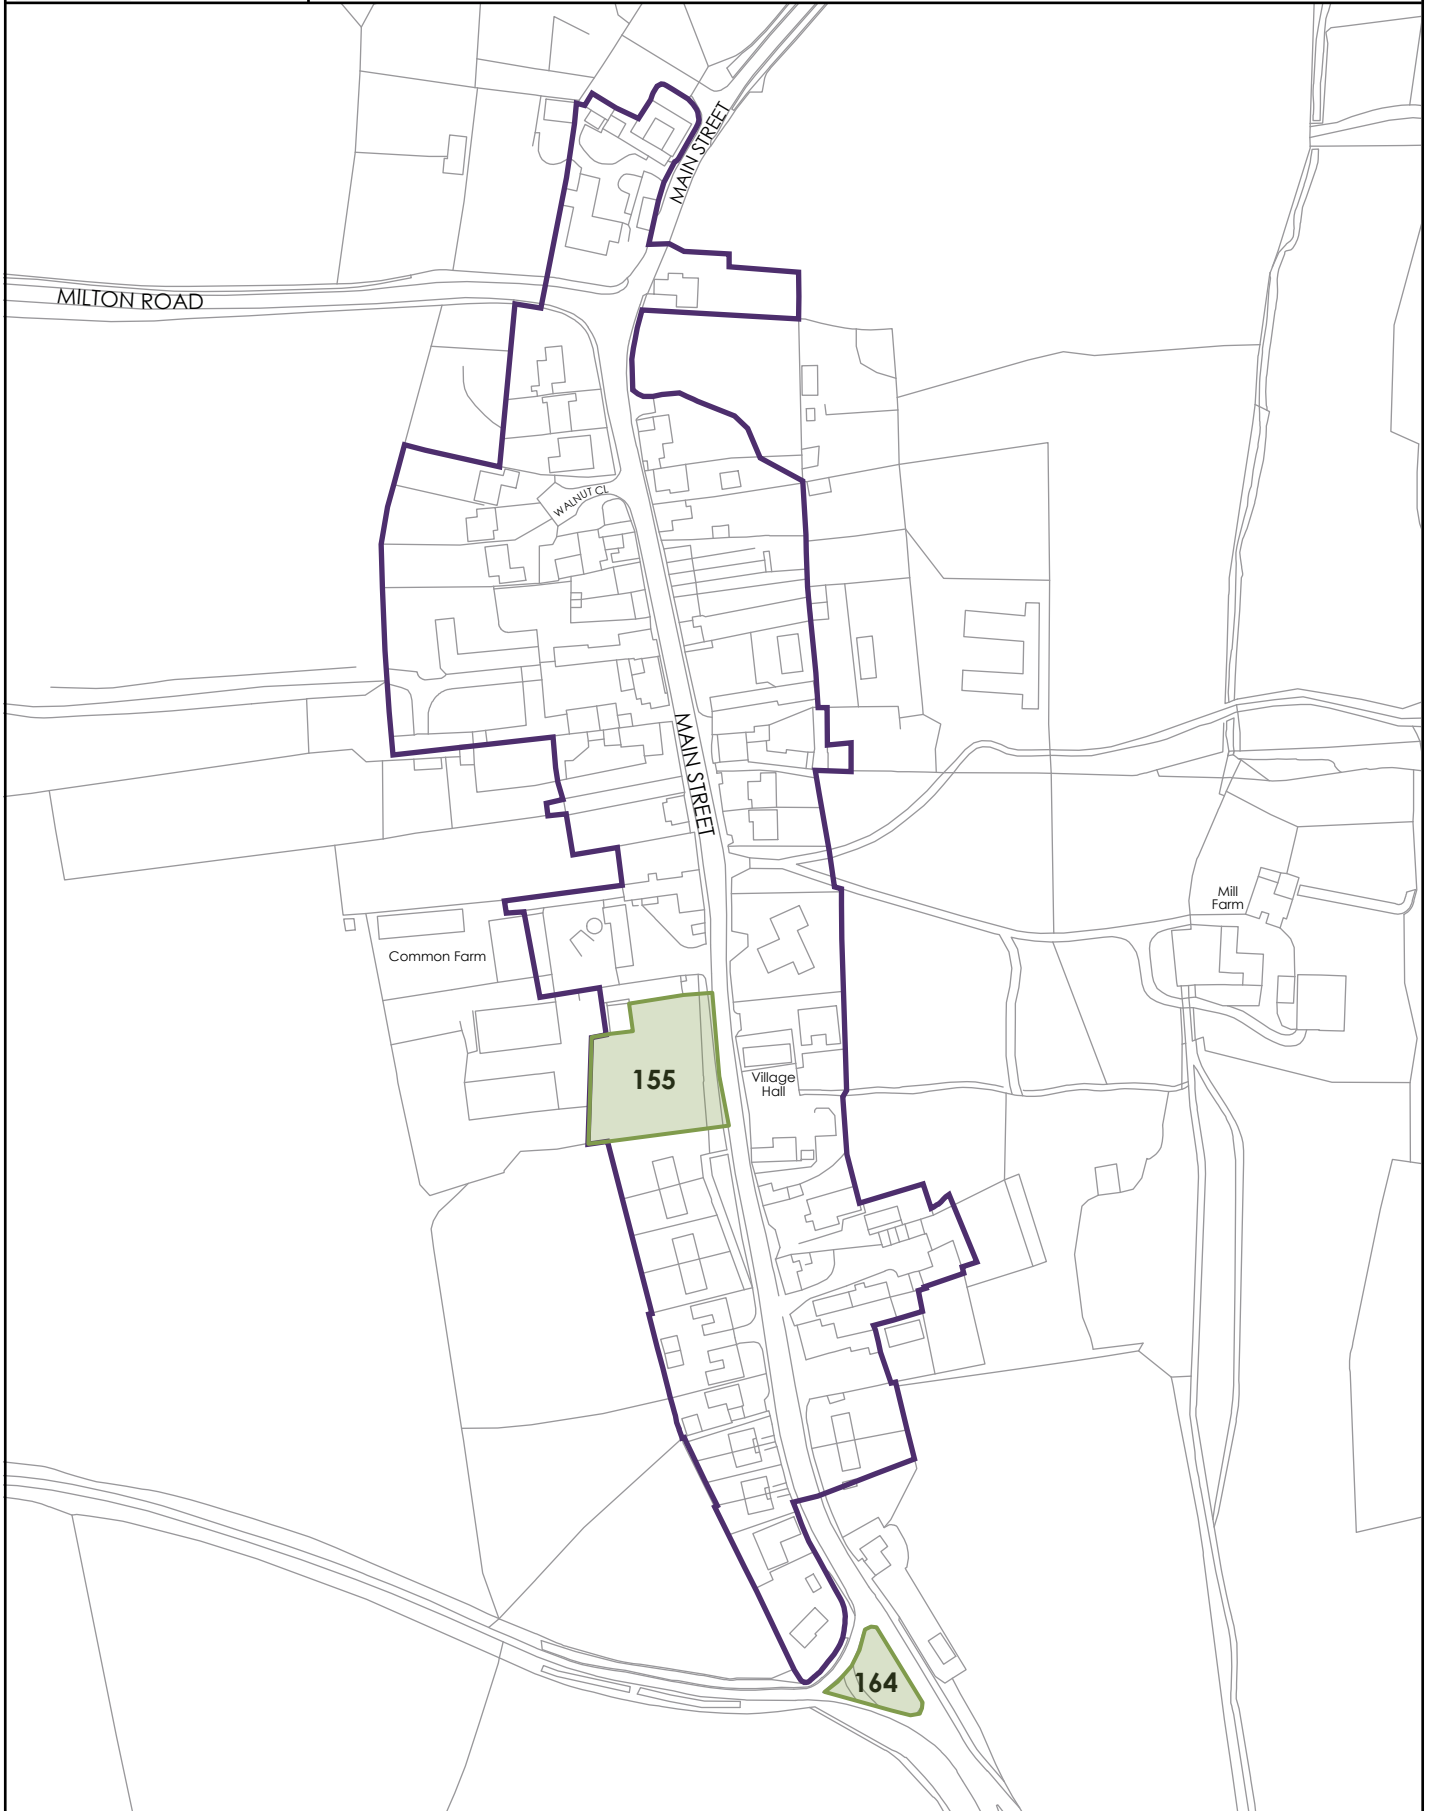 MAIN STREET
MILTON ROAD
WALNUT CL
MAIN STREET
Mill
Farm
Common Farm
155
Village
Hall
164